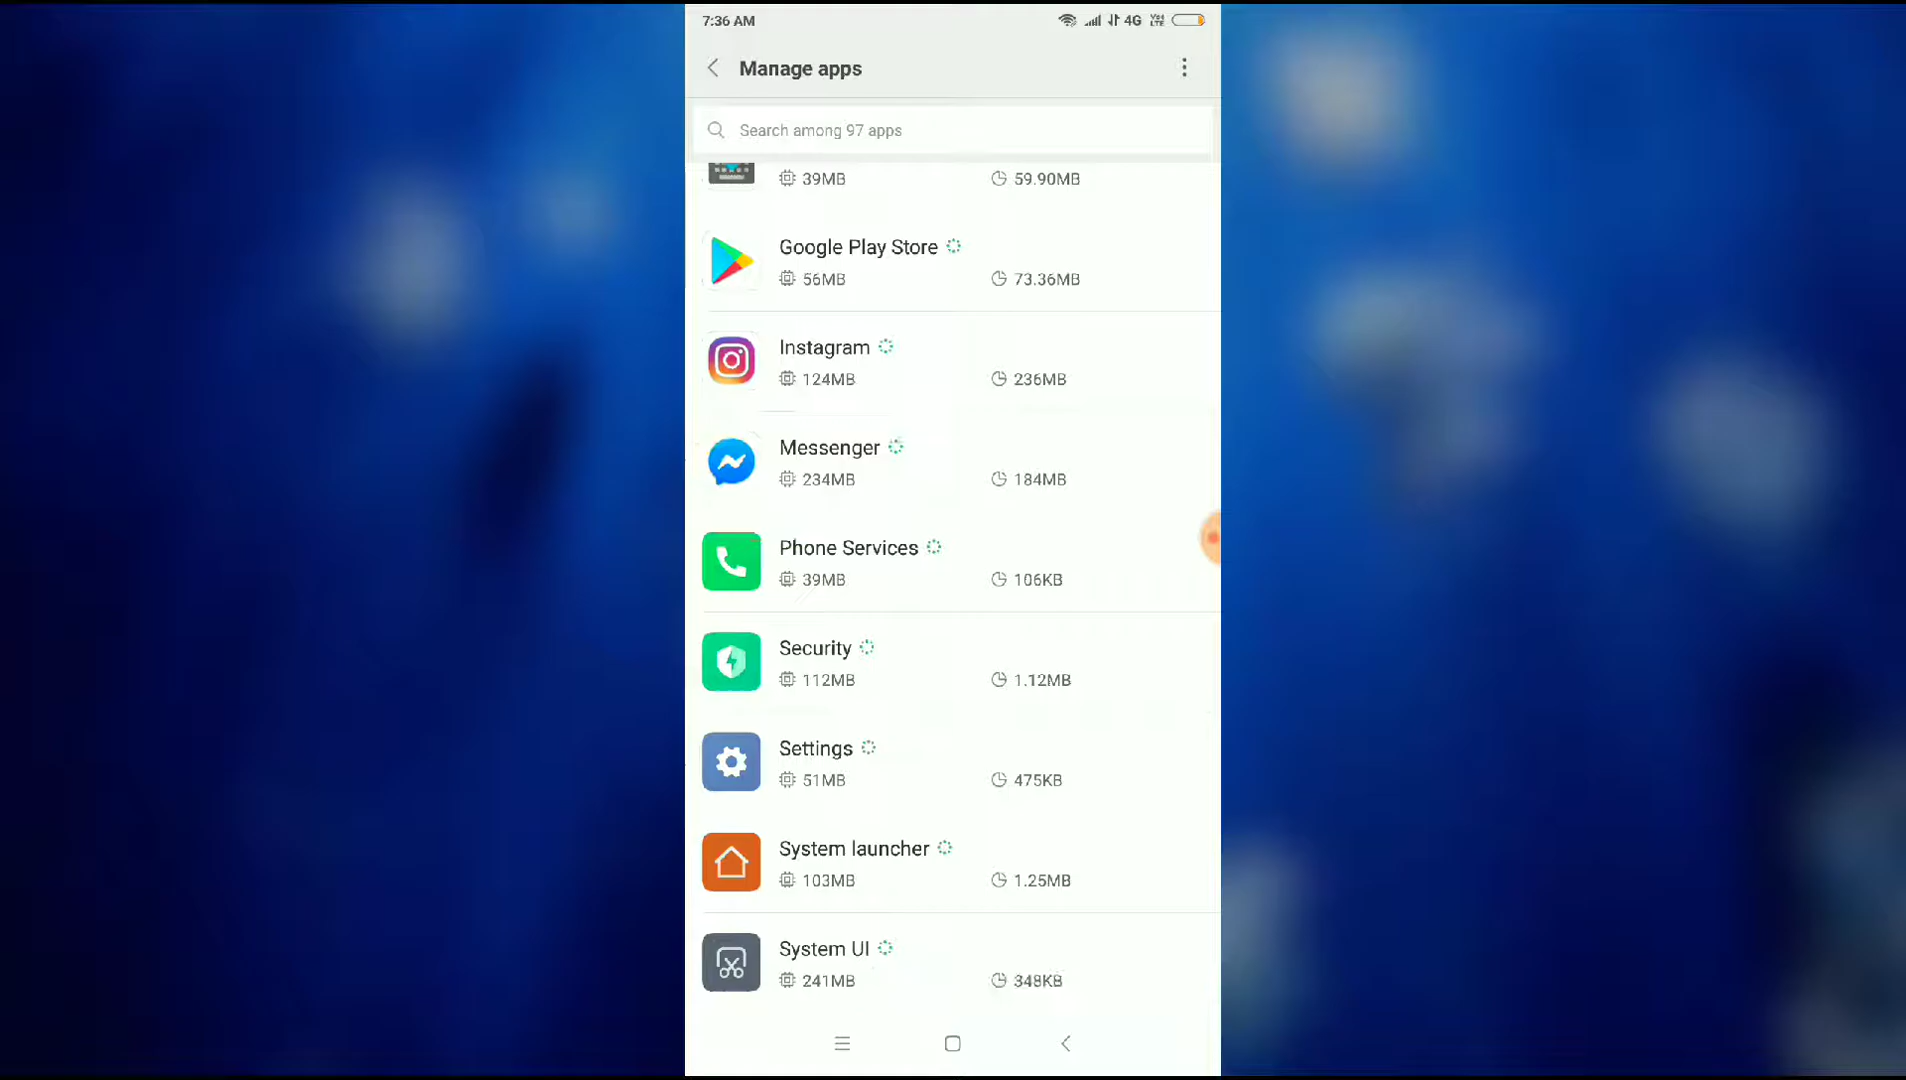 7:36 AM 4G VoLTE
Manage apps
Search among 97 apps
39MB 59.90MB
Google Play Store
56MB 73.36MB
Instagram
124MB 236MB
Messenger
234MB 184MB
Phone Services
39MB 106KB
Security
112MB 1.12MB
Settings
51MB 475KB
System launcher
103MB 1.25MB
System UI
241MB 348KB